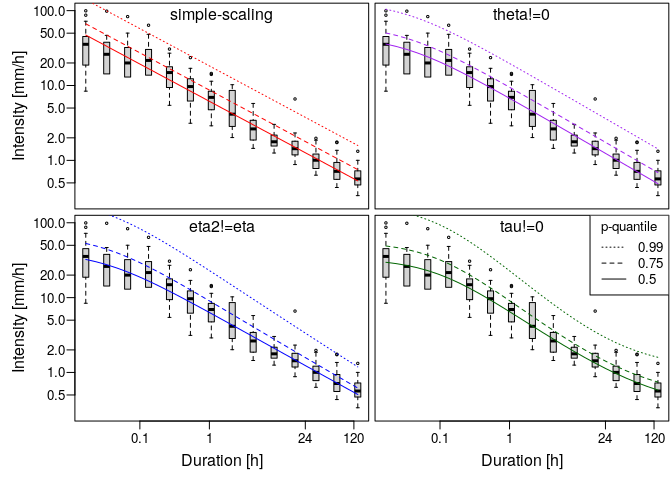 simple-scaling
theta!=0
Intensity [mm/h]
100.0
50.0
20.0
10.0
5.0
2.0
1.0
0.5
eta2!=eta
tau!=0
p-quantile
0.99
0.75
0.5
Intensity [mm/h]
100.0
50.0
20.0
10.0
5.0
2.0
1.0
0.5
0.1 1 24 120
0.1 1 24 120
Duration [h]
Duration [h]